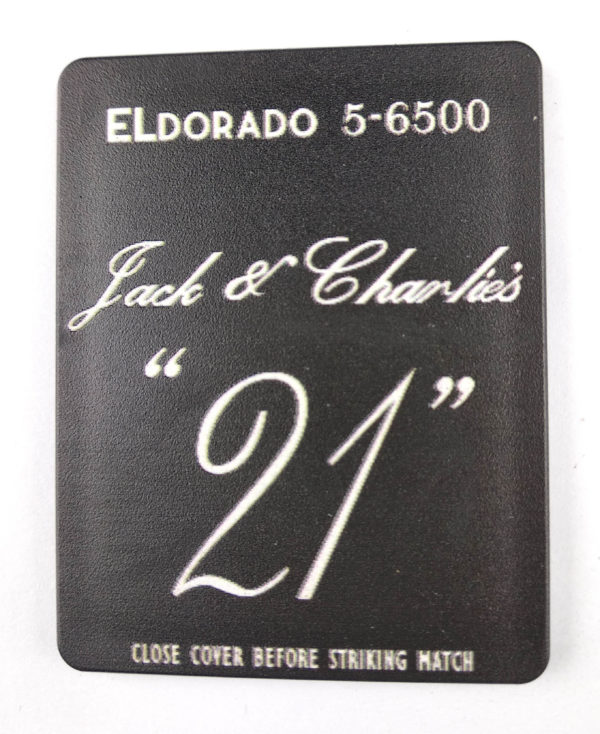 ELDORADO 5-6500
Jack & Charlie's
“21”
CLOSE COVER BEFORE STRIKING MATCH